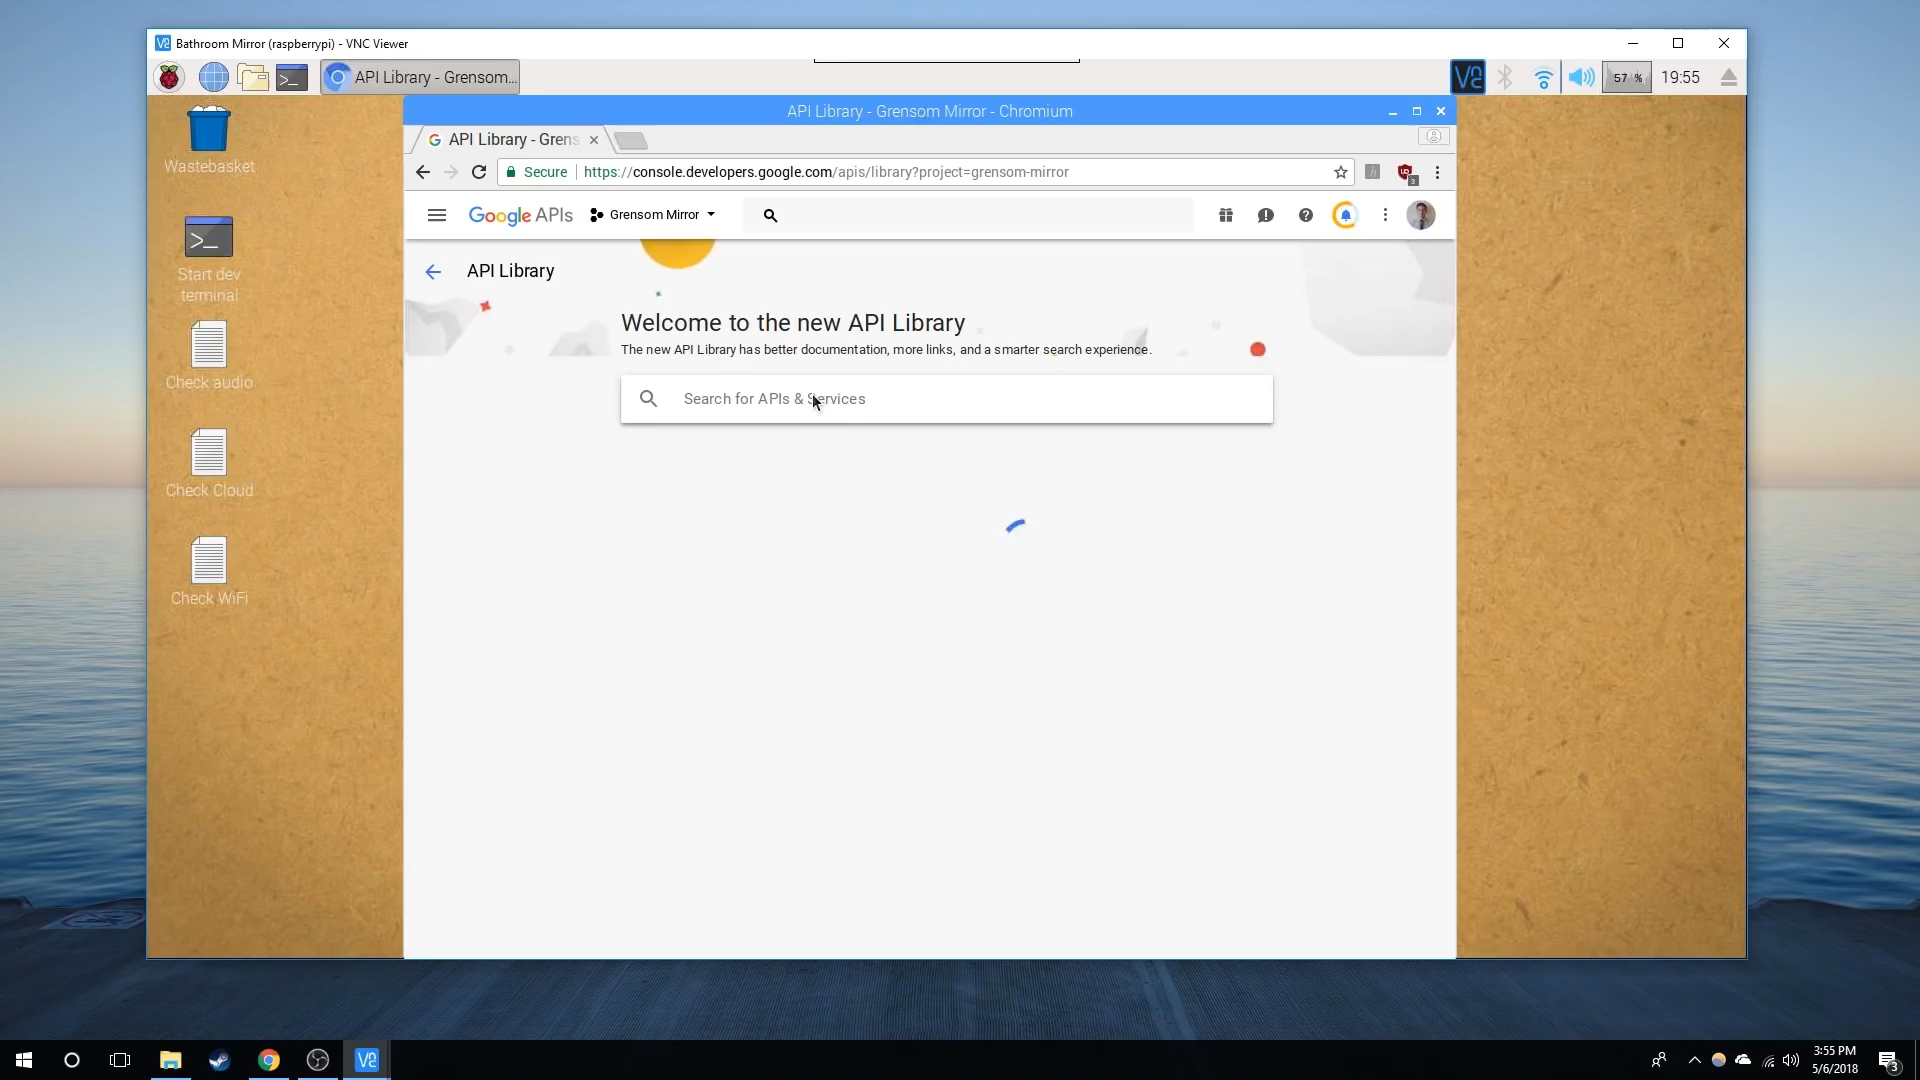 Bathroom Mirror (raspberrypi) - VNC Viewer
API Library - Grensom...
57 %
19:55
API Library - Grensom Mirror - Chromium
API Library - Grens
Secure
https://console.developers.google.com/apis/library?project=grensom-mirror
3
Google APIs
Grensom Mirror
API Library
Welcome to the new API Library
The new API Library has better documentation, more links, and a smarter search experience.
Search for APIs & Services
Wastebasket
Start dev
terminal
Check audio
Check Cloud
Check WiFi
3:55 PM
5/6/2018
3